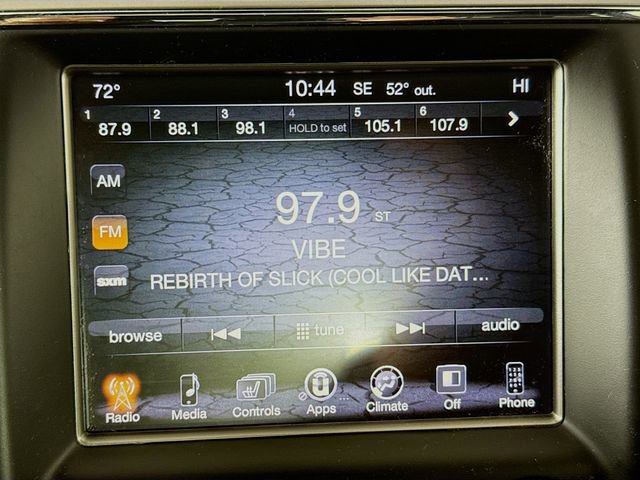 72° 10:44 SE 52° out. HI
1 87.9 2 88.1 3 98.1 4 HOLD to set 5 105.1 6 107.9
AM
97.9 ST
FM
VIBE
sxm
REBIRTH OF SLICK (COOL LIKE DAT...
browse tune audio
Radio Media Controls Apps Climate Off Phone